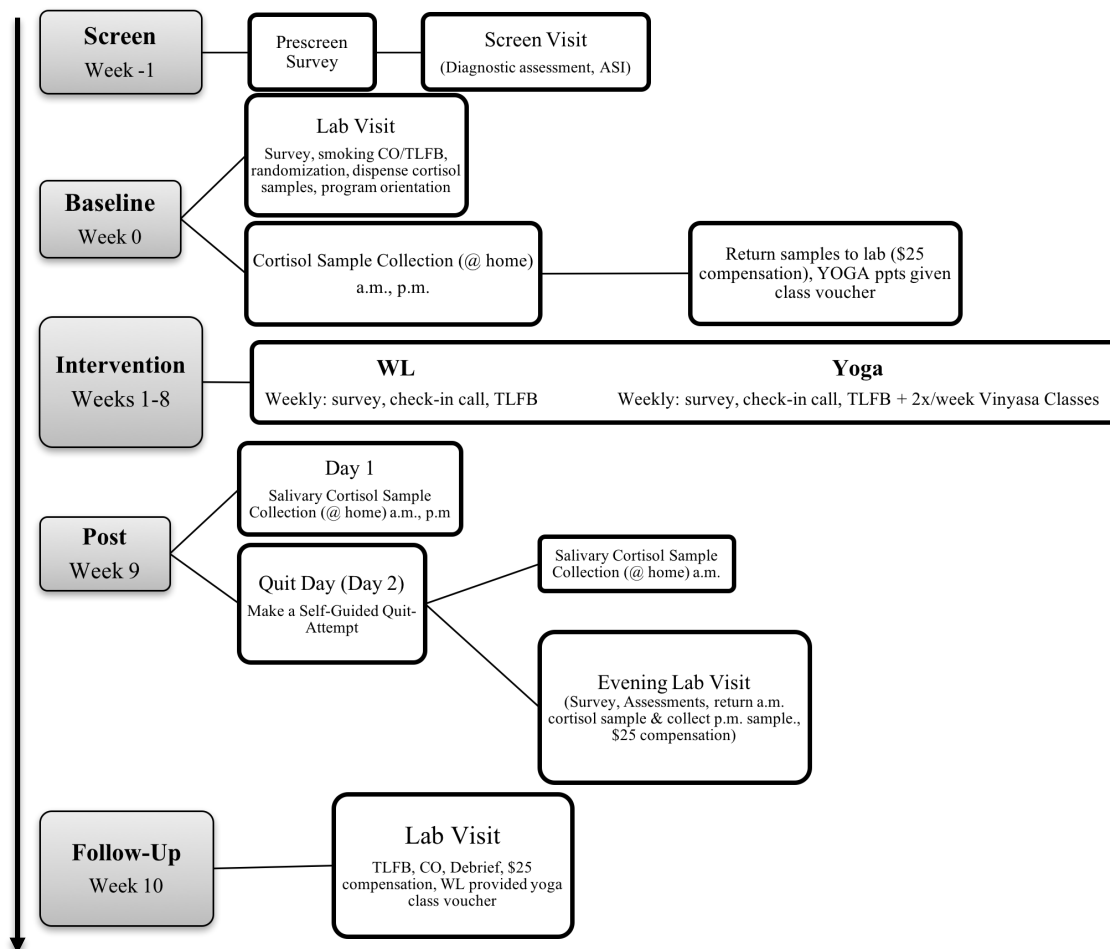 Screen
Week -1
Prescreen
Survey
Screen Visit
(Diagnostic assessment, ASI)
Lab Visit
Survey, smoking CO/TLFB,
randomization, dispense cortisol
samples, program orientation
Baseline
Week 0
Cortisol Sample Collection (@ home)
a.m., p.m.
Return samples to lab ($25
compensation), YOGA ppts given
class voucher
Intervention
Weeks 1-8
WL
Weekly: survey, check-in call, TLFB
Yoga
Weekly: survey, check-in call, TLFB + 2x/week Vinyasa Classes
Day 1
Salivary Cortisol Sample
Collection (@ home) a.m., p.m
Post
Week 9
Quit Day (Day 2)
Make a Self-Guided Quit-
Attempt
Salivary Cortisol Sample
Collection (@ home) a.m.
Evening Lab Visit
(Survey, Assessments, return a.m.
cortisol sample & collect p.m. sample.,
$25 compensation)
Follow-Up
Week 10
Lab Visit
TLFB, CO, Debrief, $25
compensation, WL provided yoga
class voucher